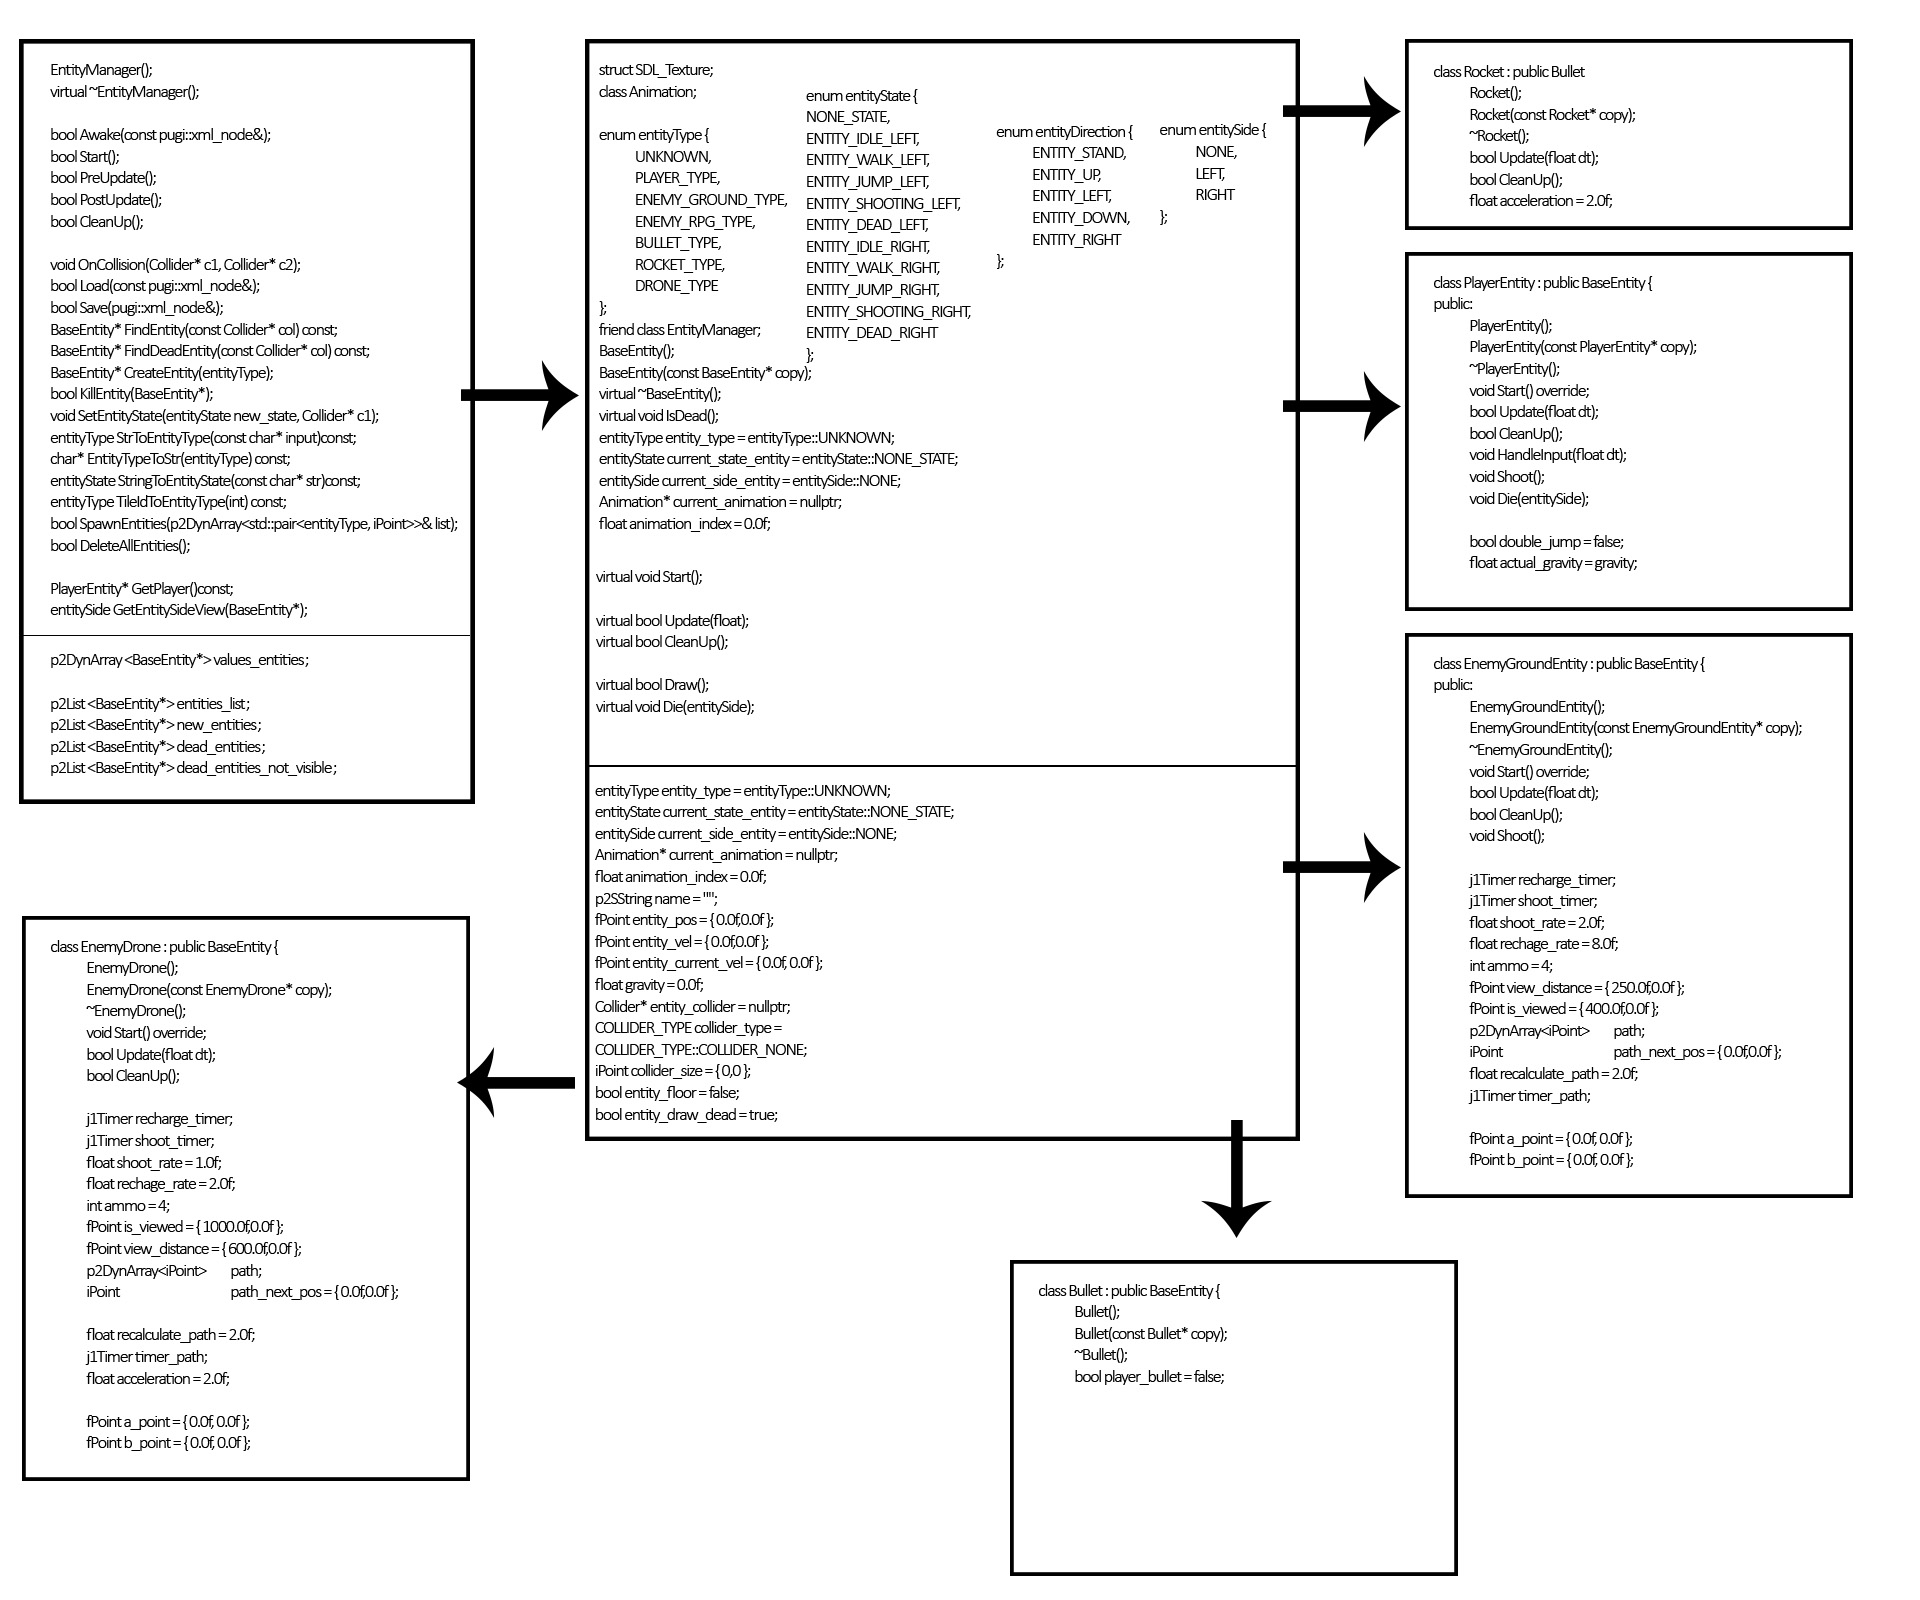 EntityManager();
virtual ~EntityManager();
bool Awake(const pugi::xml_node&);
bool Start();
bool PreUpdate();
bool PostUpdate();
bool CleanUp();
void OnCollision(Collider* c1, Collider* c2);
bool Load(const pugi::xml_node&);
bool Save(pugi::xml_node&);
BaseEntity* FindEntity(const Collider* col) const;
BaseEntity* FindDeadEntity(const Collider* col) const;
BaseEntity* CreateEntity(entityType);
bool KillEntity(BaseEntity*);
void SetEntityState(entityState new_state, Collider* c1);
entityType StrToEntityType(const char* input)const;
char* EntityTypeToStr(entityType) const;
entityState StringToEntityState(const char* str)const;
entityType TileIdToEntityType(int) const;
bool SpawnEntities(p2DynArray<std::pair<entityType, iPoint>>& list);
bool DeleteAllEntities();
PlayerEntity* GetPlayer()const;
entitySide GetEntitySideView(BaseEntity*);
p2DynArray <BaseEntity*> values_entities;
p2List <BaseEntity*> entities_list;
p2List <BaseEntity*> new_entities;
p2List <BaseEntity*> dead_entities;
p2List <BaseEntity*> dead_entities_not_visible;
struct SDL_Texture;
class Animation;
enum entityType {
UNKNOWN,
PLAYER_TYPE,
ENEMY_GROUND_TYPE,
ENEMY_RPG_TYPE,
BULLET_TYPE,
ROCKET_TYPE,
DRONE_TYPE
};
enum entityState {
NONE_STATE,
ENTITY_IDLE_LEFT,
ENTITY_WALK_LEFT,
ENTITY_JUMP_LEFT,
ENTITY_SHOOTING_LEFT,
ENTITY_DEAD_LEFT,
ENTITY_IDLE_RIGHT,
ENTITY_WALK_RIGHT,
ENTITY_JUMP_RIGHT,
ENTITY_SHOOTING_RIGHT,
ENTITY_DEAD_RIGHT
};
enum entityDirection {
ENTITY_STAND,
ENTITY_UP,
ENTITY_LEFT,
ENTITY_DOWN,
ENTITY_RIGHT
};
enum entitySide {
NONE,
LEFT,
RIGHT
};
friend class EntityManager;
BaseEntity();
BaseEntity(const BaseEntity* copy);
virtual ~BaseEntity();
virtual void IsDead();
entityType entity_type = entityType::UNKNOWN;
entityState current_state_entity = entityState::NONE_STATE;
entitySide current_side_entity = entitySide::NONE;
Animation* current_animation = nullptr;
float animation_index = 0.0f;
virtual void Start();
virtual bool Update(float);
virtual bool CleanUp();
virtual bool Draw();
virtual void Die(entitySide);
entityType entity_type = entityType::UNKNOWN;
entityState current_state_entity = entityState::NONE_STATE;
entitySide current_side_entity = entitySide::NONE;
Animation* current_animation = nullptr;
float animation_index = 0.0f;
p2SString name = "";
fPoint entity_pos = { 0.0f,0.0f };
fPoint entity_vel = { 0.0f,0.0f };
fPoint entity_current_vel = { 0.0f, 0.0f };
float gravity = 0.0f;
Collider* entity_collider = nullptr;
COLLIDER_TYPE collider_type =
COLLIDER_TYPE::COLLIDER_NONE;
iPoint collider_size = { 0,0 };
bool entity_floor = false;
bool entity_draw_dead = true;
class Rocket : public Bullet
Rocket();
Rocket(const Rocket* copy);
~Rocket();
bool Update(float dt);
bool CleanUp();
float acceleration = 2.0f;
class PlayerEntity : public BaseEntity {
public:
PlayerEntity();
PlayerEntity(const PlayerEntity* copy);
~PlayerEntity();
void Start() override;
bool Update(float dt);
bool CleanUp();
void HandleInput(float dt);
void Shoot();
void Die(entitySide);
bool double_jump = false;
float actual_gravity = gravity;
class EnemyGroundEntity : public BaseEntity {
public:
EnemyGroundEntity();
EnemyGroundEntity(const EnemyGroundEntity* copy);
~EnemyGroundEntity();
void Start() override;
bool Update(float dt);
bool CleanUp();
void Shoot();
j1Timer recharge_timer;
j1Timer shoot_timer;
float shoot_rate = 2.0f;
float rechage_rate = 8.0f;
int ammo = 4;
fPoint view_distance = { 250.0f,0.0f };
fPoint is_viewed = { 400.0f,0.0f };
p2DynArray<iPoint> path;
iPoint path_next_pos = { 0.0f,0.0f };
float recalculate_path = 2.0f;
j1Timer timer_path;
fPoint a_point = { 0.0f, 0.0f };
fPoint b_point = { 0.0f, 0.0f };
class EnemyDrone : public BaseEntity {
EnemyDrone();
EnemyDrone(const EnemyDrone* copy);
~EnemyDrone();
void Start() override;
bool Update(float dt);
bool CleanUp();
j1Timer recharge_timer;
j1Timer shoot_timer;
float shoot_rate = 1.0f;
float rechage_rate = 2.0f;
int ammo = 4;
fPoint is_viewed = { 1000.0f,0.0f };
fPoint view_distance = { 600.0f,0.0f };
p2DynArray<iPoint> path;
iPoint path_next_pos = { 0.0f,0.0f };
float recalculate_path = 2.0f;
j1Timer timer_path;
float acceleration = 2.0f;
fPoint a_point = { 0.0f, 0.0f };
fPoint b_point = { 0.0f, 0.0f };
class Bullet : public BaseEntity {
Bullet();
Bullet(const Bullet* copy);
~Bullet();
bool player_bullet = false;